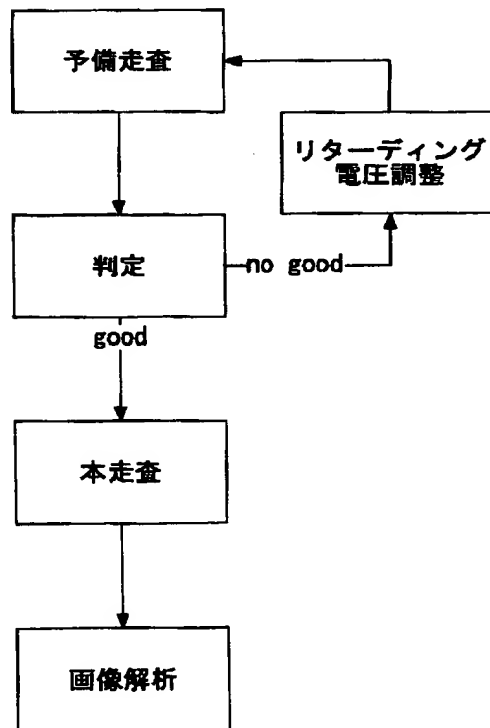 予備走査
リターディング
電圧調整
判定
no good
good
本走査
画像解析